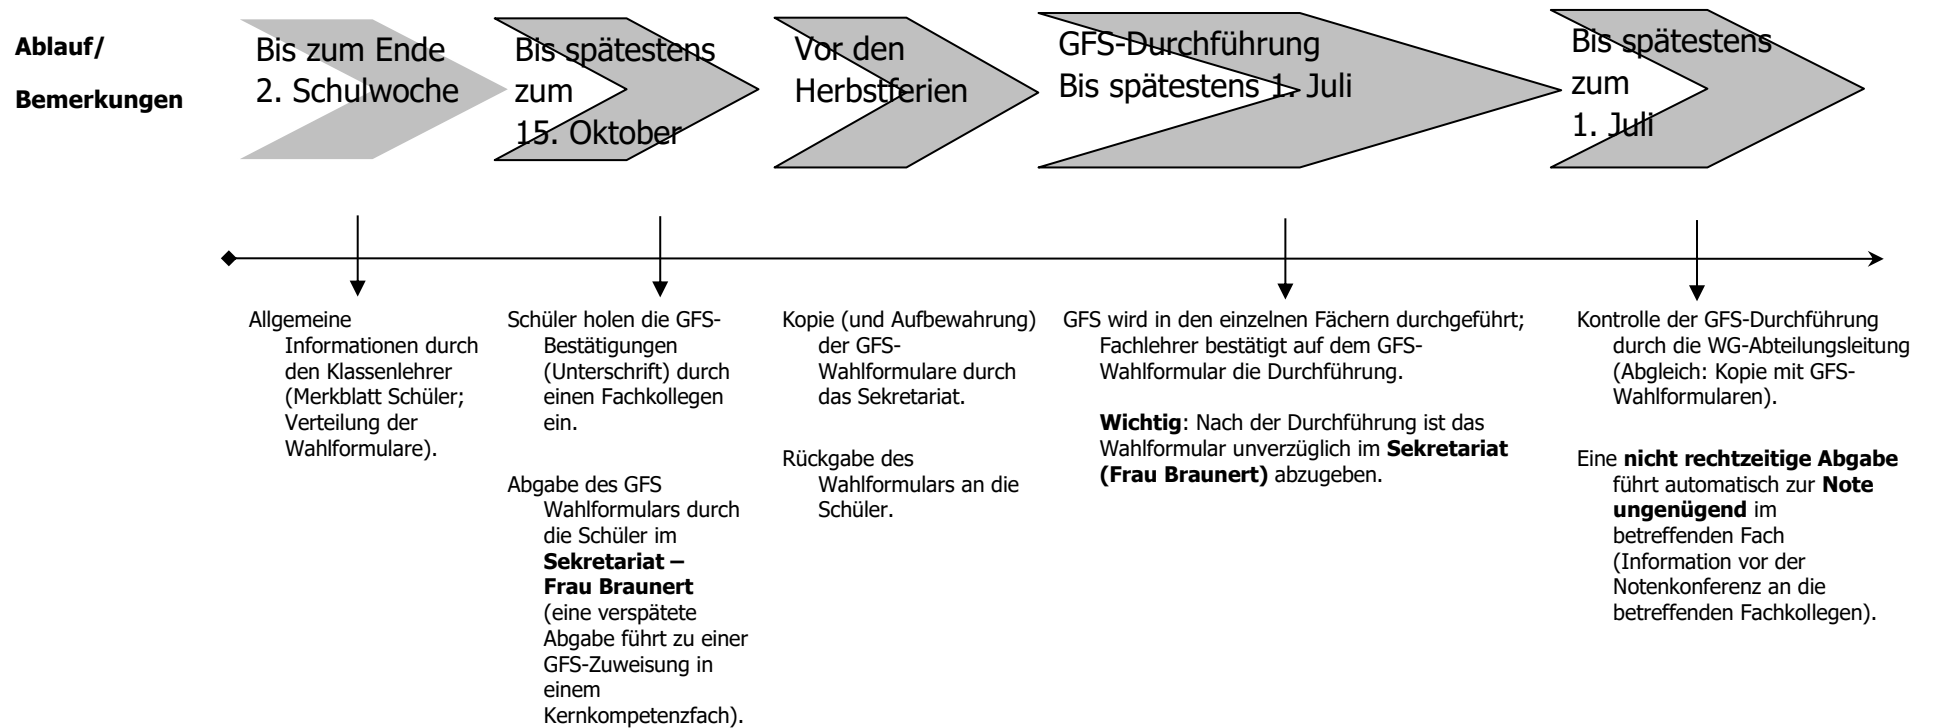 Ablauf/
Bemerkungen
Bis zum Ende
2. Schulwoche
Bis spätestens
zum
15. Oktober
Vor den
Herbstferien
GFS-Durchführung
Bis spätestens 1. Juli
Bis spätestens
zum
1. Juli
Allgemeine
Informationen durch
den Klassenlehrer
(Merkblatt Schüler;
Verteilung der
Wahlformulare).
Schüler holen die GFS-
Bestätigungen
(Unterschrift) durch
einen Fachkollegen
ein.
Abgabe des GFS
Wahlformulars durch
die Schüler im
Sekretariat –
Frau Braunert
(eine verspätete
Abgabe führt zu einer
GFS-Zuweisung in
einem
Kernkompetenzfach).
Kopie (und Aufbewahrung)
der GFS-
Wahlformulare durch
das Sekretariat.
Rückgabe des
Wahlformulars an die
Schüler.
GFS wird in den einzelnen Fächern durchgeführt;
Fachlehrer bestätigt auf dem GFS-
Wahlformular die Durchführung.
Wichtig: Nach der Durchführung ist das
Wahlformular unverzüglich im Sekretariat
(Frau Braunert) abzugeben.
Kontrolle der GFS-Durchführung
durch die WG-Abteilungsleitung
(Abgleich: Kopie mit GFS-
Wahlformularen).
Eine nicht rechtzeitige Abgabe
führt automatisch zur Note
ungenügend im
betreffenden Fach
(Information vor der
Notenkonferenz an die
betreffenden Fachkollegen).